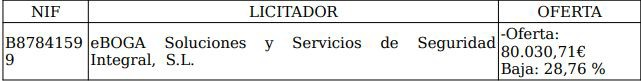 NIF LICITADOR OFERTA
B8784159 eBOGA Soluciones y Servicios de Seguridad -Oferta:
9 Integral, S.L. 80.030,71€
Baja: 28,76 %